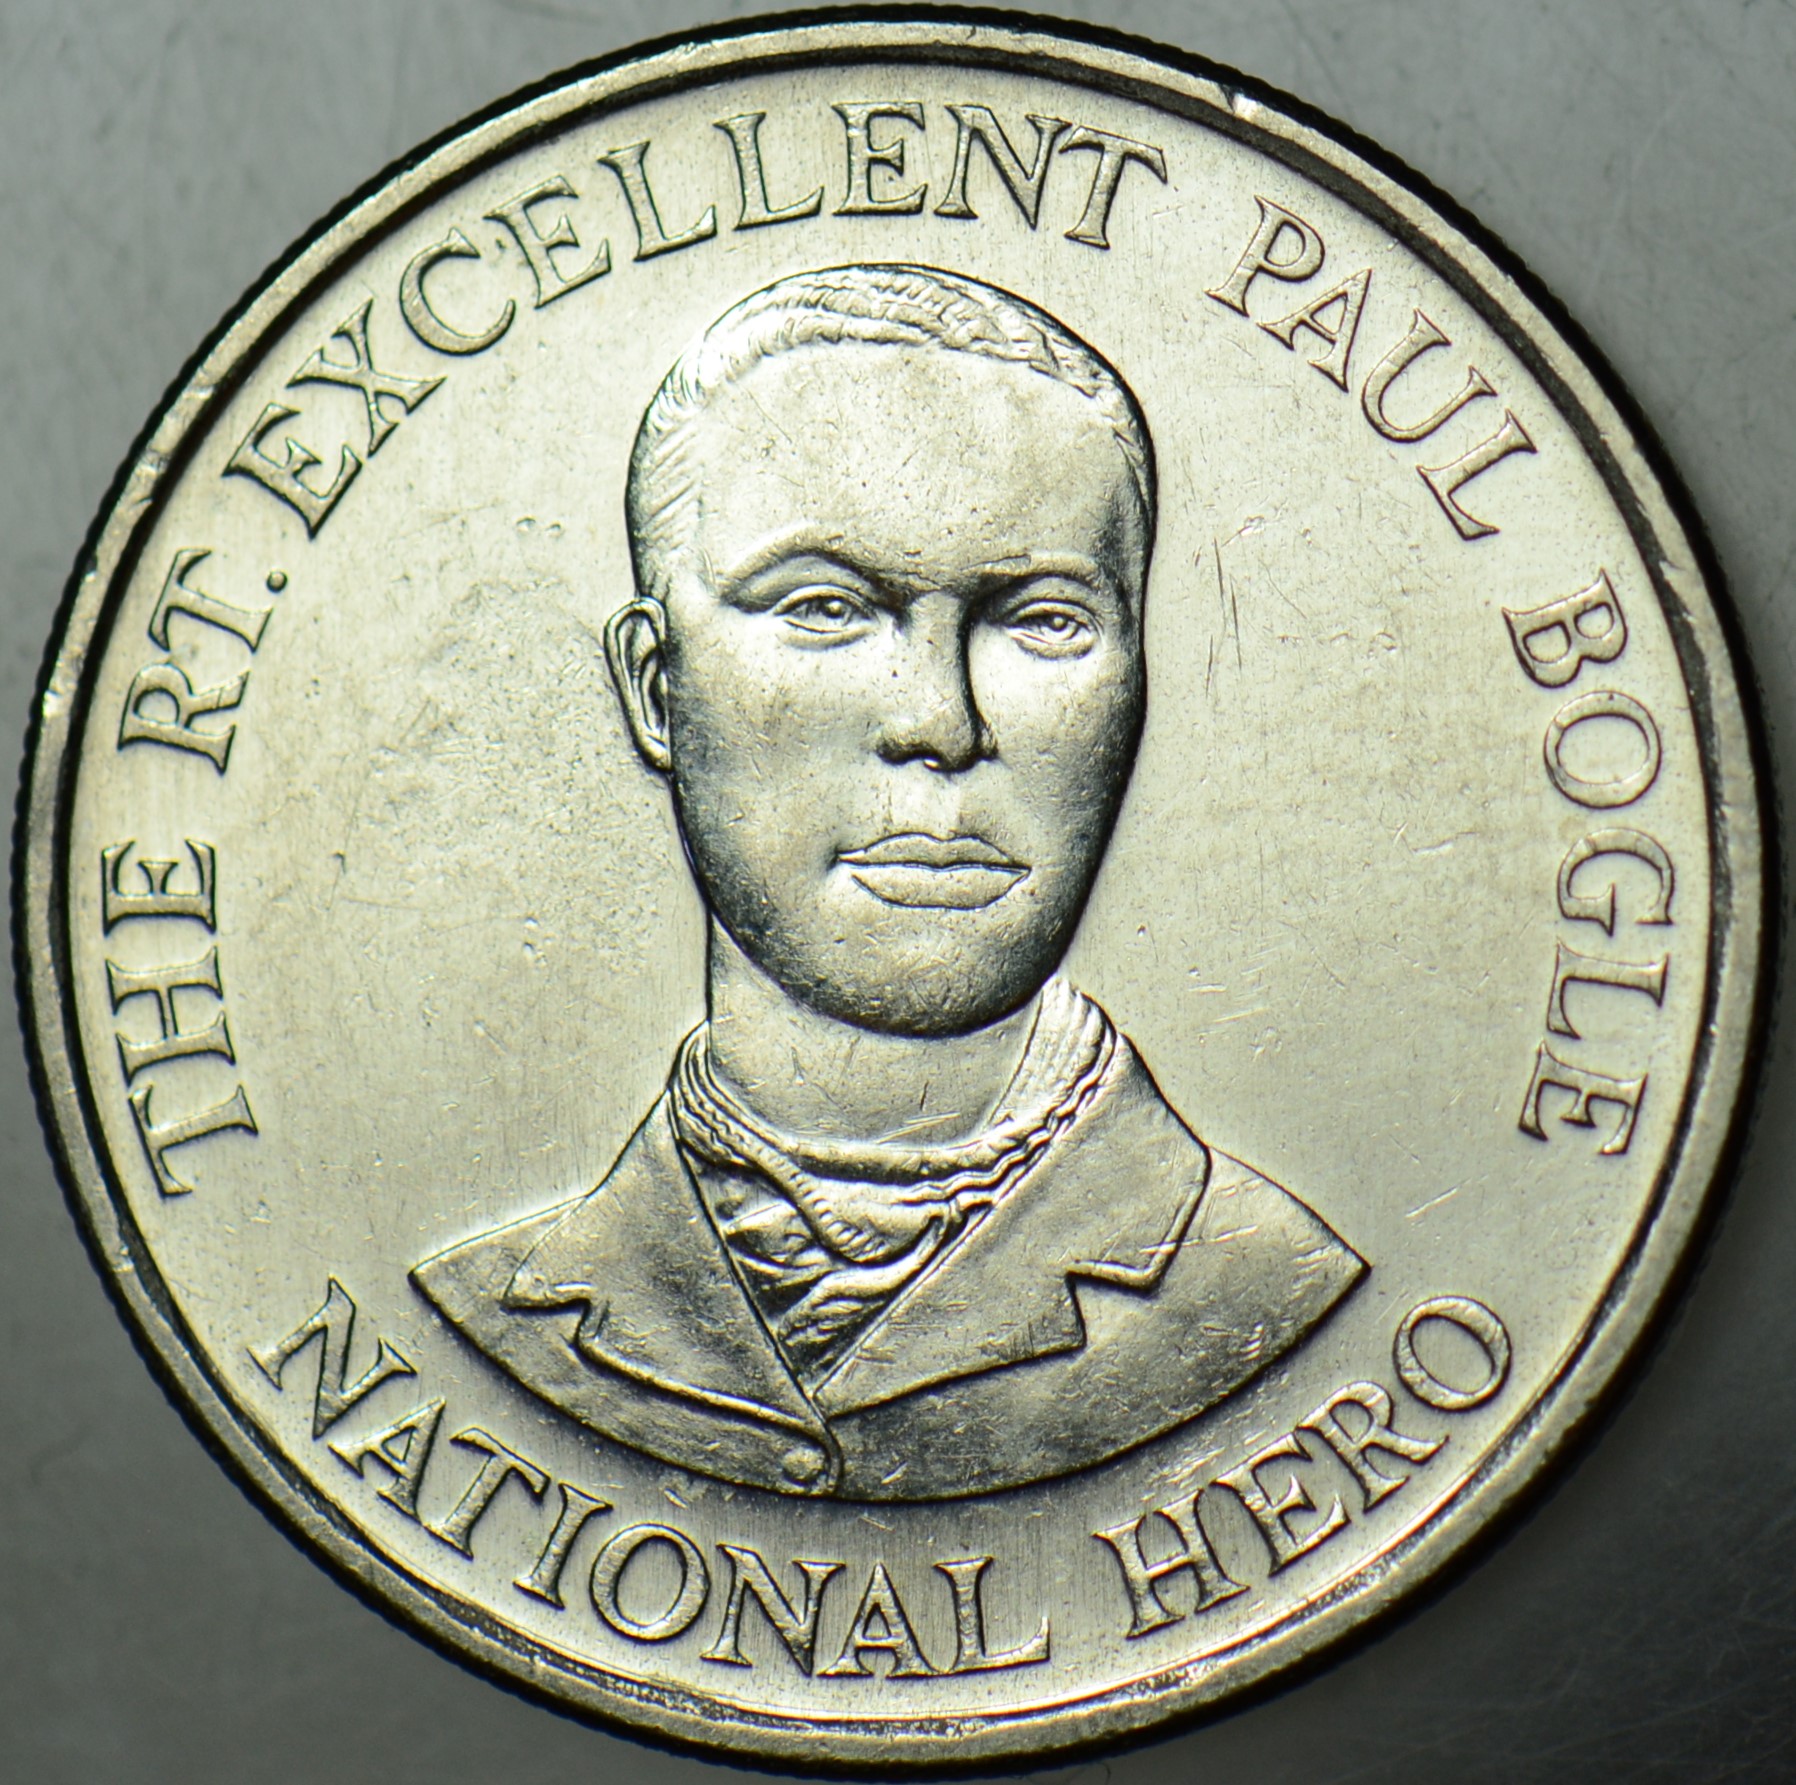 THE RT. EXCELLENT PAUL BOGLE
NATIONAL HERO